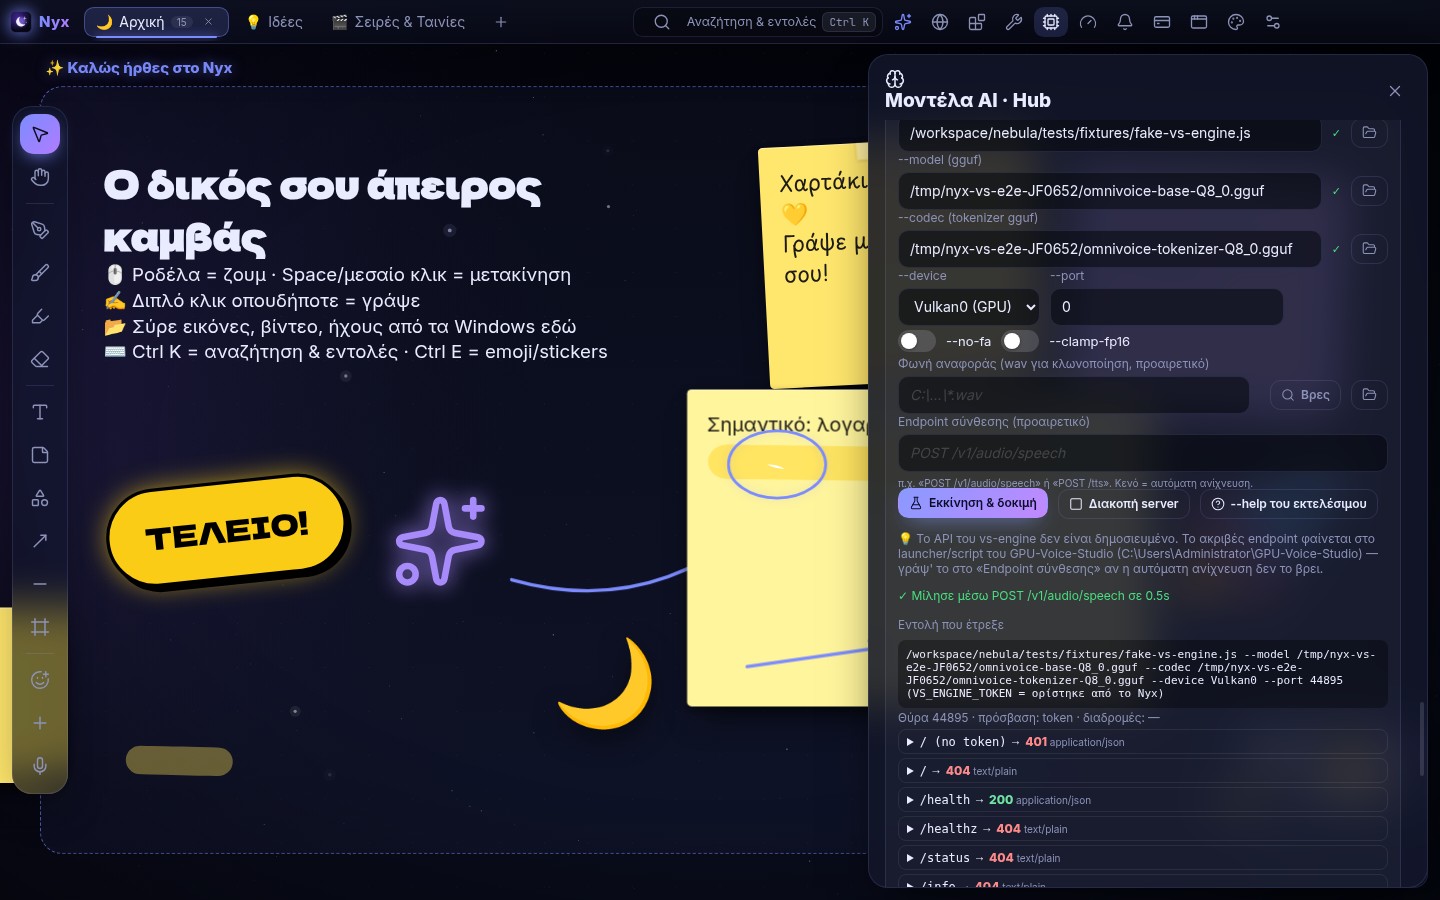 Nyx
🌙 Αρχική 15 ×
💡 Ιδέες
🎬 Σειρές & Ταινίες
+
Αναζήτηση & εντολές Ctrl K
✨ Καλώς ήρθες στο Nyx
Ο δικός σου άπειρος
καμβάς
🖱️ Ροδέλα = ζουμ · Space/μεσαίο κλικ = μετακίνηση
✍️ Διπλό κλικ οπουδήποτε = γράψε
📂 Σύρε εικόνες, βίντεο, ήχους από τα Windows εδώ
⌨️ Ctrl K = αναζήτηση & εντολές · Ctrl E = emoji/stickers
Χαρτάκι
💛
Γράψε μ
σου!
Σημαντικό: λογαρ
ΤΕΛΕΙΟ!
Μοντέλα AI · Hub
/workspace/nebula/tests/fixtures/fake-vs-engine.js ✓
--model (gguf)
/tmp/nyx-vs-e2e-JF0652/omnivoice-base-Q8_0.gguf ✓
--codec (tokenizer gguf)
/tmp/nyx-vs-e2e-JF0652/omnivoice-tokenizer-Q8_0.gguf ✓
--device --port
Vulkan0 (GPU) 0
--no-fa --clamp-fp16
Φωνή αναφοράς (wav για κλωνοποίηση, προαιρετικό)
C:\...\*.wav Βρες
Endpoint σύνθεσης (προαιρετικό)
POST /v1/audio/speech
π.χ. «POST /v1/audio/speech» ή «POST /tts». Κενό = αυτόματη ανίχνευση.
Εκκίνηση & δοκιμή Διακοπή server --help του εκτελέσιμου
💡 Το API του vs-engine δεν είναι δημοσιευμένο. Το ακριβές endpoint φαίνεται στο
launcher/script του GPU-Voice-Studio (C:\Users\Administrator\GPU-Voice-Studio) —
γράψ' το στο «Endpoint σύνθεσης» αν η αυτόματη ανίχνευση δεν το βρει.
✓ Μίλησε μέσω POST /v1/audio/speech σε 0.5s
Εντολή που έτρεξε
/workspace/nebula/tests/fixtures/fake-vs-engine.js --model /tmp/nyx-vs-
e2e-JF0652/omnivoice-base-Q8_0.gguf --codec /tmp/nyx-vs-e2e-
JF0652/omnivoice-tokenizer-Q8_0.gguf --device Vulkan0 --port 44895
(VS_ENGINE_TOKEN = ορίστηκε από το Nyx)
Θύρα 44895 · πρόσβαση: token · διαδρομές: —
▶ / (no token) → 401 application/json
▶ / → 404 text/plain
▶ /health → 200 application/json
▶ /healthz → 404 text/plain
▶ /status → 404 text/plain
▶ /info → 404 text/plain